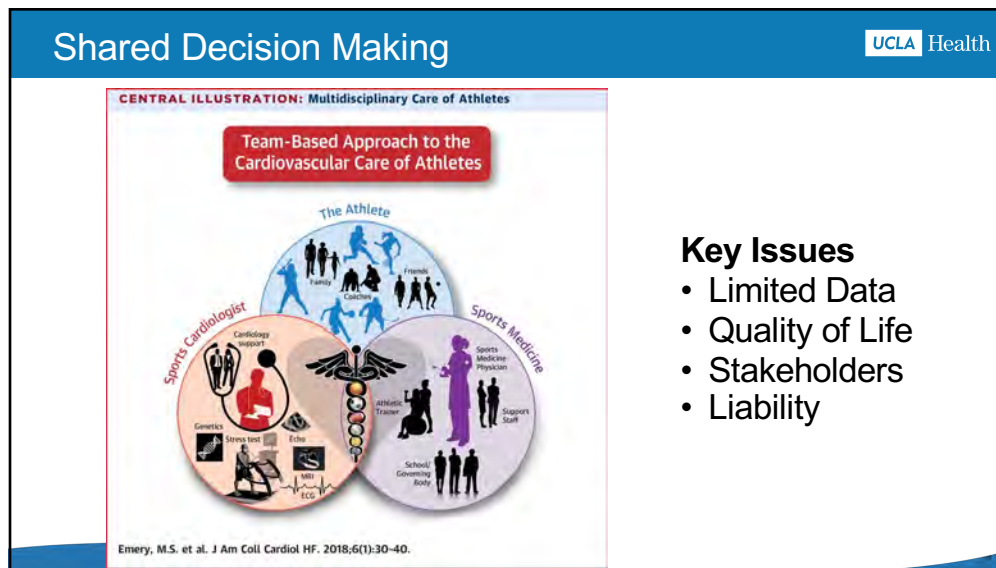 Shared Decision Making
UCLA Health
CENTRAL ILLUSTRATION: Multidisciplinary Care of Athletes
Team-Based Approach to the
Cardiovascular Care of Athletes
The Athlete
Family
Coaches
Friends
Sports Cardiologist
Cardiology
support
Genetics
Stress test
Echo
MRI
ECG
Sports Medicine
Sports
Medicine
Physician
Athletic
Trainer
Support
Staff
School/
Governing
Body
Key Issues
• Limited Data
• Quality of Life
• Stakeholders
• Liability
Emery, M.S. et al. J Am Coll Cardiol HF. 2018;6(1):30–40.